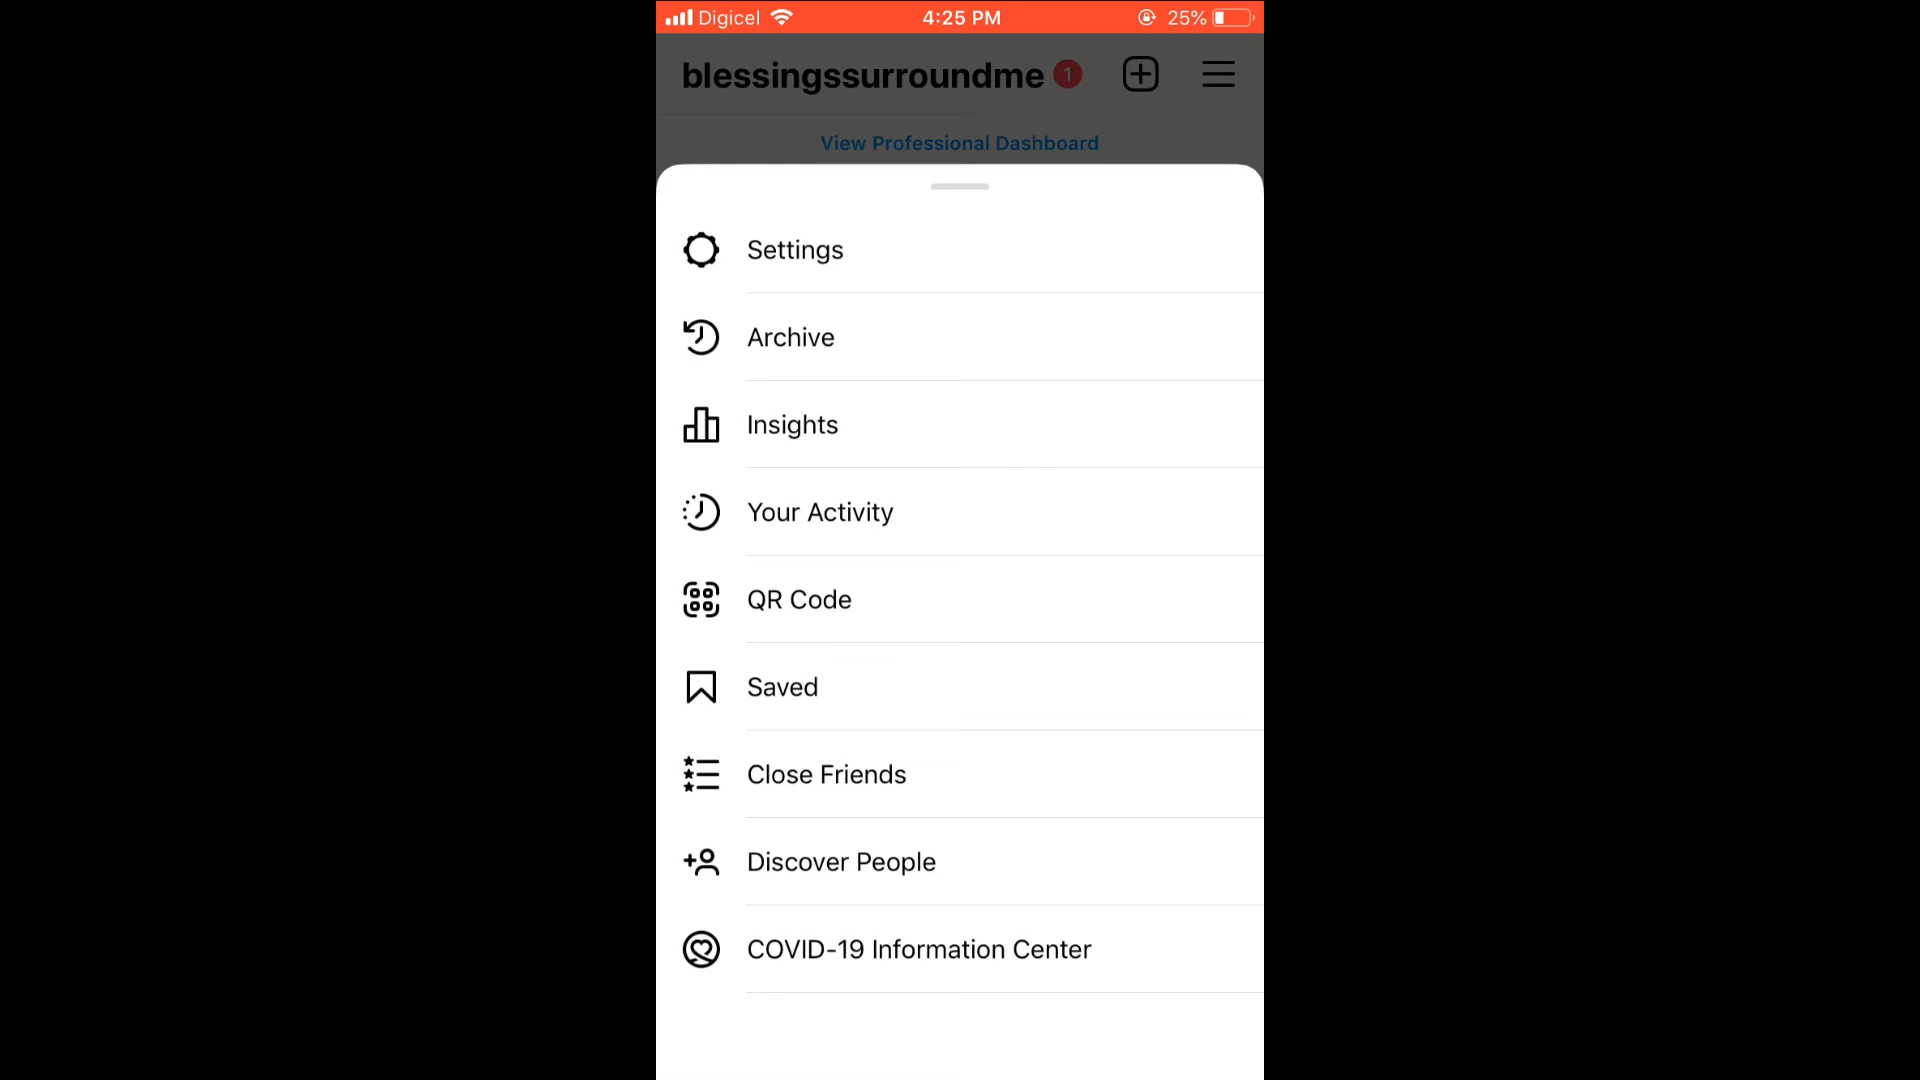 Digicel 4:25 PM 25%
blessingssurroundme 1
View Professional Dashboard
Settings
Archive
Insights
Your Activity
QR Code
Saved
Close Friends
Discover People
COVID-19 Information Center